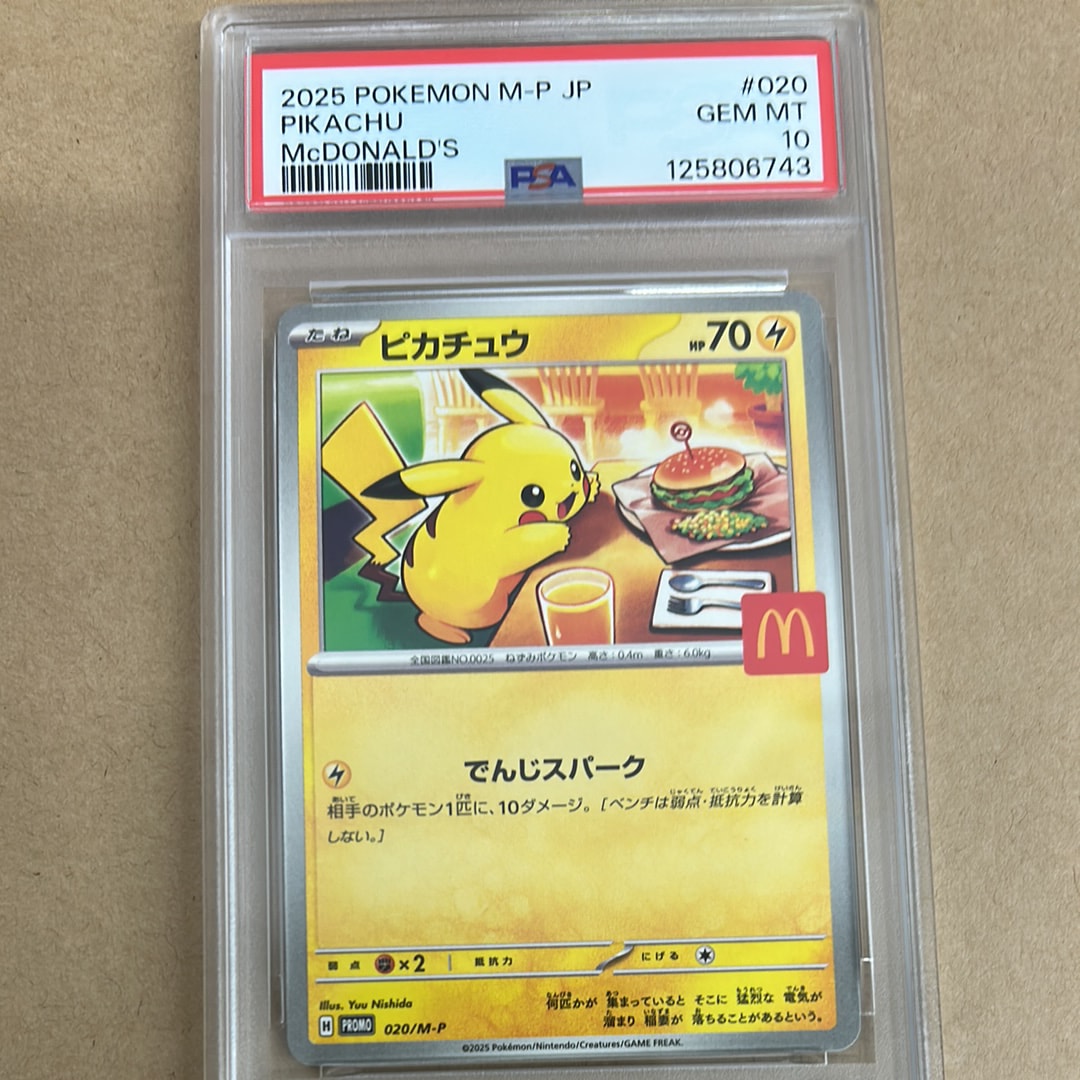 2025 POKEMON M-P JP
#020
PIKACHU
GEM MT
McDONALD'S
10
PSA
125806743
たね
ピカチュウ
HP70
M
全国図鑑NO.0025 ねずみポケモン 高さ:0.4m 重さ:6.0kg
でんじスパーク
相手のポケモン1匹に、10ダメージ。[ベンチは弱点・抵抗力を計算
しない。]
弱点 ×2 抵抗力 にげる
Illus. Yuu Nishida
何匹かが 集まっていると そこに 猛烈な 電気が
溜まり 稲妻が 落ちることがあるという。
H PROMO 020/M-P
©2025 Pokémon/Nintendo/Creatures/GAME FREAK.